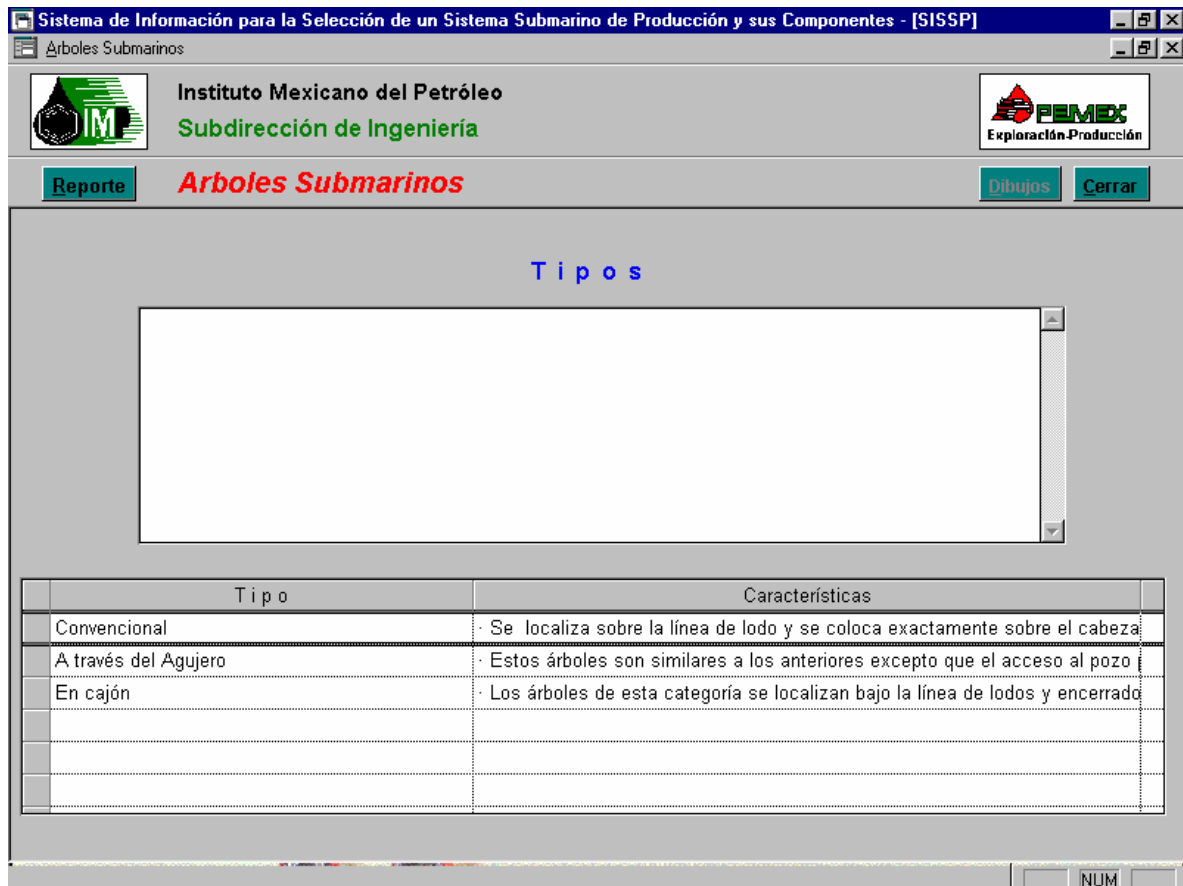 Sistema de Información para la Selección de un Sistema Submarino de Producción y sus Componentes - [SISSP]
Arboles Submarinos
IMP
Instituto Mexicano del Petróleo
Subdirección de Ingeniería
PEMEX
Exploración-Producción
Reporte
Arboles Submarinos
Dibujos
Cerrar
Tipos
Tipo Características
Convencional · Se localiza sobre la línea de lodo y se coloca exactamente sobre el cabeza
A través del Agujero · Estos árboles son similares a los anteriores excepto que el acceso al pozo
En cajón · Los árboles de esta categoría se localizan bajo la línea de lodos y encerrado
NUM